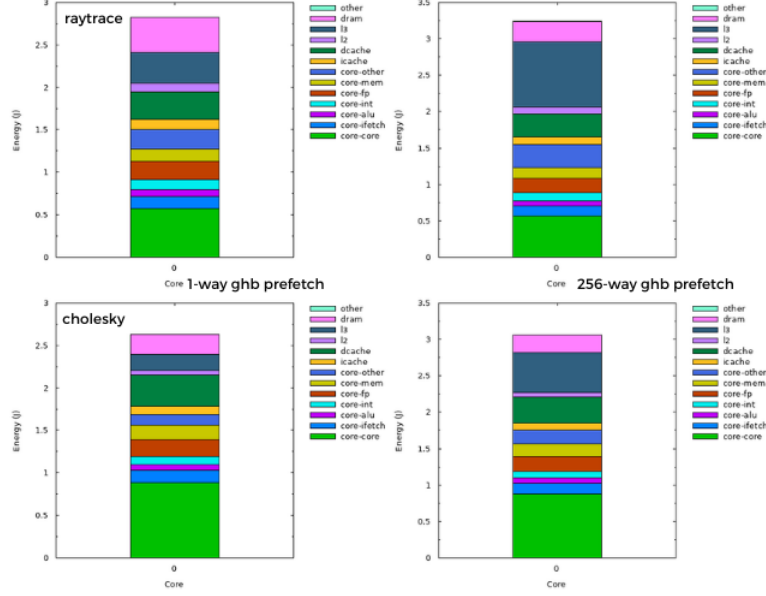 raytrace
3
2.5
2
1.5
1
0.5
0
Energy (J)
0
Core
other
dram
l3
l2
dcache
icache
core-other
core-mem
core-fp
core-int
core-alu
core-ifetch
core-core
3.5
3
2.5
2
1.5
1
0.5
0
Energy (J)
0
Core
other
dram
l3
l2
dcache
icache
core-other
core-mem
core-fp
core-int
core-alu
core-ifetch
core-core
1-way ghb prefetch
256-way ghb prefetch
cholesky
3
2.5
2
1.5
1
0.5
0
Energy (J)
0
Core
other
dram
l3
l2
dcache
icache
core-other
core-mem
core-fp
core-int
core-alu
core-ifetch
core-core
3.5
3
2.5
2
1.5
1
0.5
0
Energy (J)
0
Core
other
dram
l3
l2
dcache
icache
core-other
core-mem
core-fp
core-int
core-alu
core-ifetch
core-core